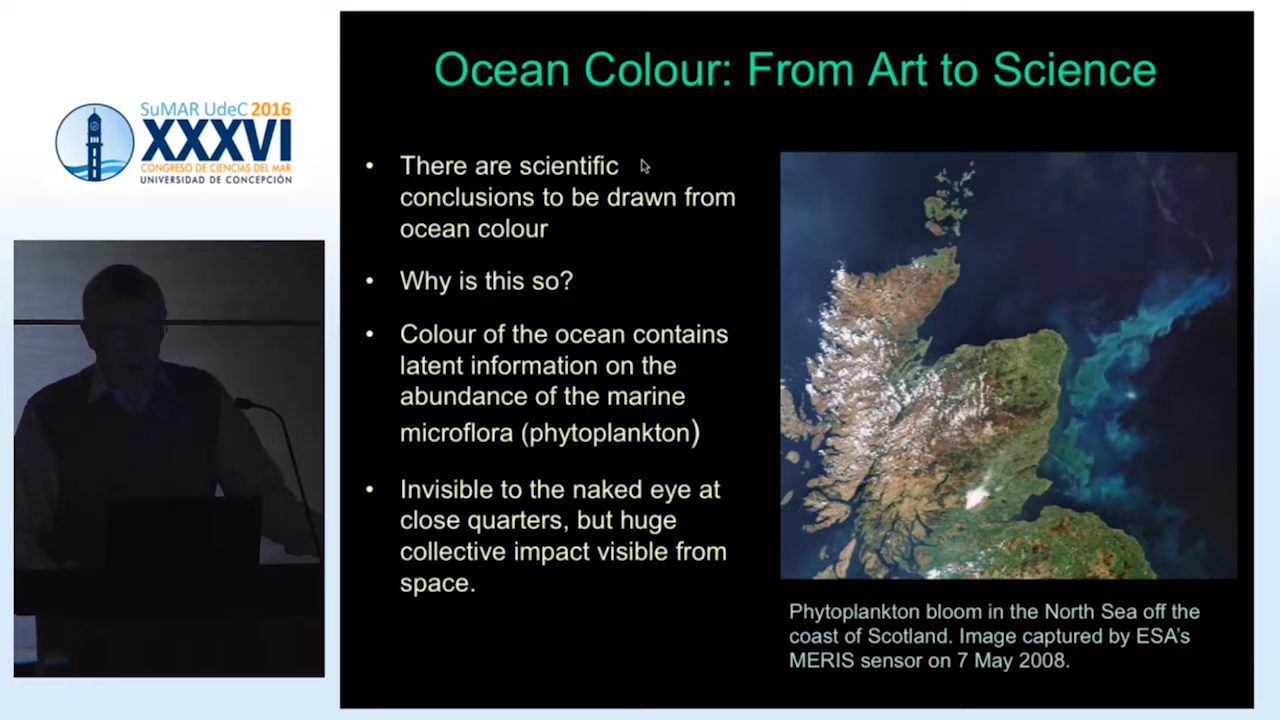 SuMAR UdeC 2016
XXXVI
CONGRESO DE CIENCIAS DEL MAR
UNIVERSIDAD DE CONCEPCIÓN
Ocean Colour: From Art to Science
• There are scientific
conclusions to be drawn from
ocean colour
• Why is this so?
• Colour of the ocean contains
latent information on the
abundance of the marine
microflora (phytoplankton)
• Invisible to the naked eye at
close quarters, but huge
collective impact visible from
space.
Phytoplankton bloom in the North Sea off the
coast of Scotland. Image captured by ESA's
MERIS sensor on 7 May 2008.